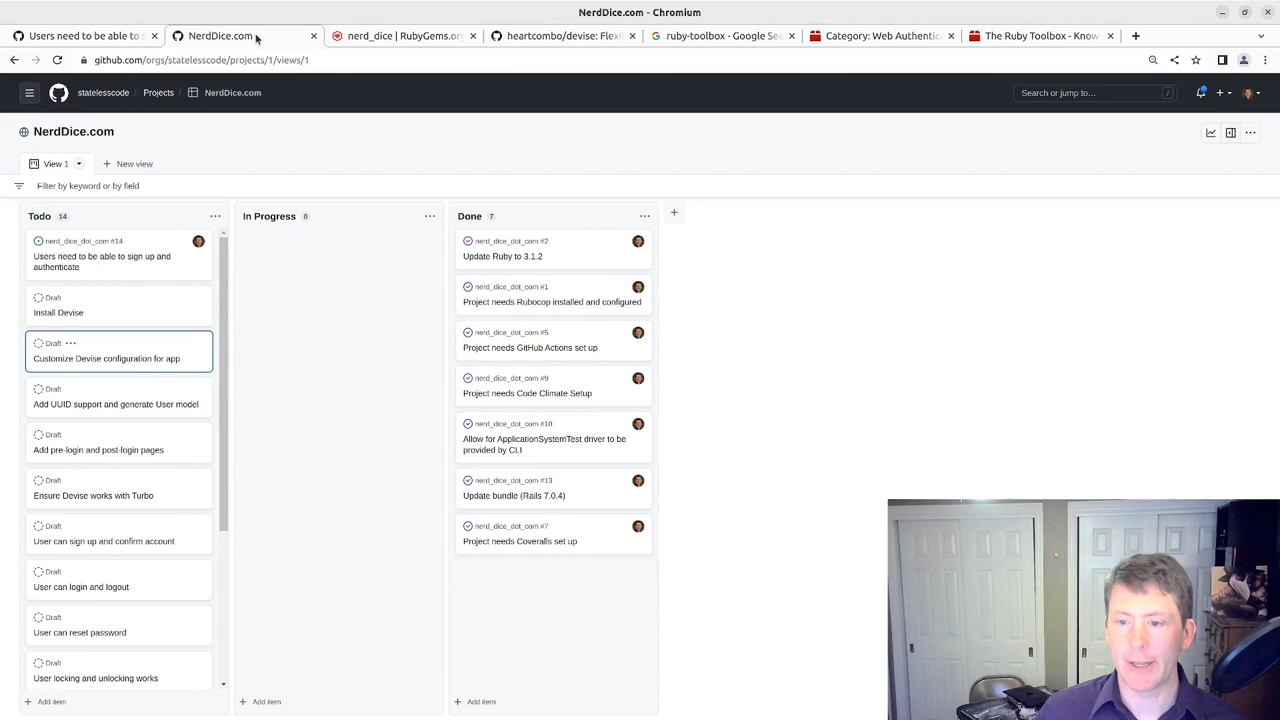 NerdDice.com - Chromium
Users need to be able to s
NerdDice.com
nerd_dice | RubyGems.org
heartcombo/devise: Flexi
ruby-toolbox - Google Sea
Category: Web Authentic
The Ruby Toolbox - Know
github.com/orgs/statelesscode/projects/1/views/1
statelesscode / Projects / NerdDice.com
Search or jump to… /
NerdDice.com
View 1
New view
Filter by keyword or by field
Todo 14
nerd_dice_dot_com #14
Users need to be able to sign up and
authenticate
Draft
Install Devise
Draft
Customize Devise configuration for app
Draft
Add UUID support and generate User model
Draft
Add pre-login and post-login pages
Draft
Ensure Devise works with Turbo
Draft
User can sign up and confirm account
Draft
User can login and logout
Draft
User can reset password
Draft
User locking and unlocking works
Add item
In Progress 0
Add item
Done 7
nerd_dice_dot_com #2
Update Ruby to 3.1.2
nerd_dice_dot_com #1
Project needs Rubocop installed and configured
nerd_dice_dot_com #5
Project needs GitHub Actions set up
nerd_dice_dot_com #9
Project needs Code Climate Setup
nerd_dice_dot_com #10
Allow for ApplicationSystemTest driver to be
provided by CLI
nerd_dice_dot_com #13
Update bundle (Rails 7.0.4)
nerd_dice_dot_com #7
Project needs Coveralls set up
Add item